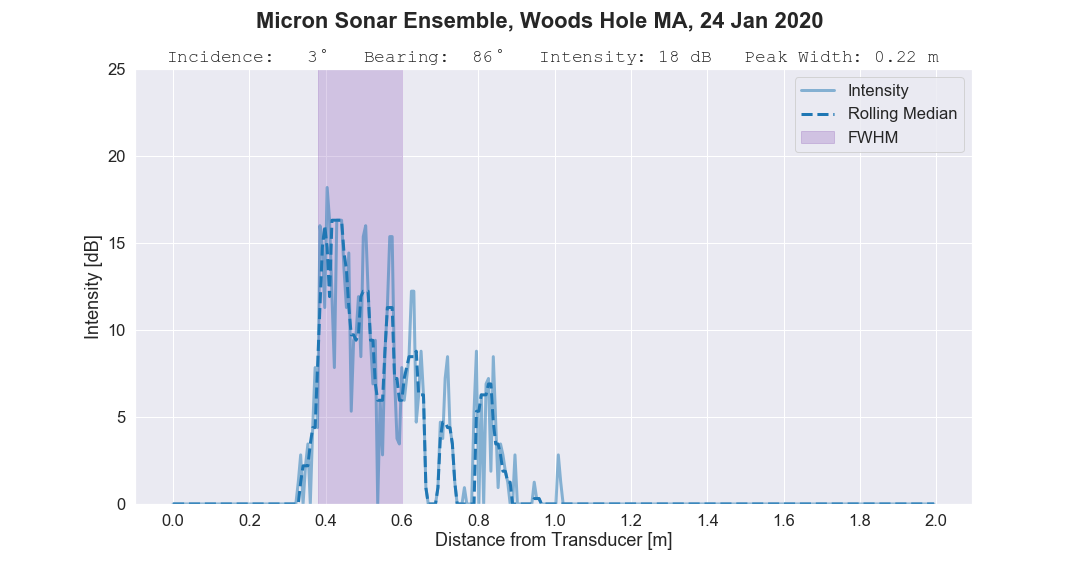 Micron Sonar Ensemble, Woods Hole MA, 24 Jan 2020
Incidence: 3° Bearing: 86° Intensity: 18 dB Peak Width: 0.22 m
Intensity
Rolling Median
FWHM
25
20
15
10
5
0
Intensity [dB]
0.0 0.2 0.4 0.6 0.8 1.0 1.2 1.4 1.6 1.8 2.0
Distance from Transducer [m]